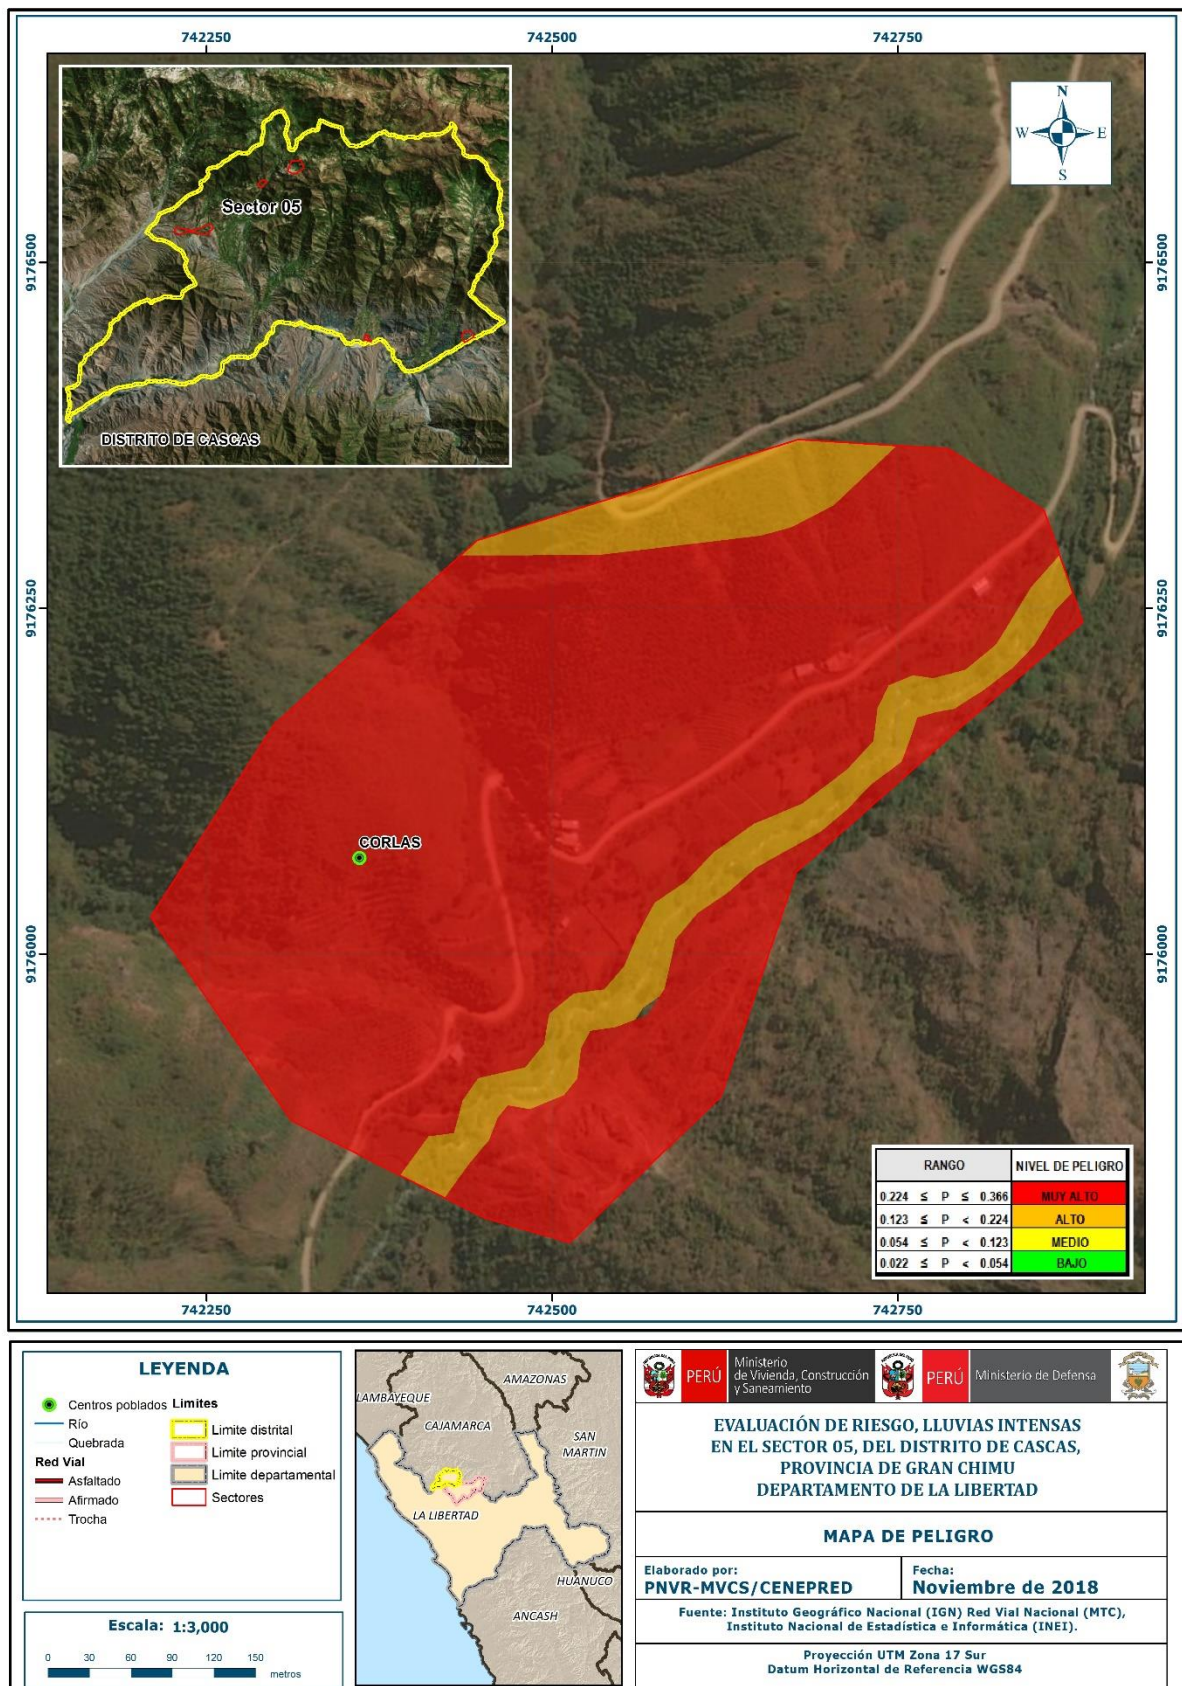 742250
742500
742750
9176500
9176250
9176000
9176500
9176250
9176000
N
W
E
S
Sector 05
DISTRITO DE CASCAS
CORLAS
RANGO
NIVEL DE PELIGRO
0.224 ≤ P ≤ 0.366 MUY ALTO
0.123 ≤ P < 0.224 ALTO
0.054 ≤ P < 0.123 MEDIO
0.022 ≤ P < 0.054 BAJO
742250
742500
742750
LEYENDA
Centros poblados
Río
Quebrada
Red Vial
Asfaltado
Afirmado
Trocha
Limites
Limite distrital
Limite provincial
Limite departamental
Sectores
Escala: 1:3,000
0 30 60 90 120 150
metros
LAMBAYEQUE
AMAZONAS
CAJAMARCA
SAN
MARTIN
LA LIBERTAD
HUANUCO
ANCASH
PERÚ
Ministerio
de Vivienda, Construcción
y Saneamiento
PERÚ
Ministerio de Defensa
EVALUACIÓN DE RIESGO, LLUVIAS INTENSAS
EN EL SECTOR 05, DEL DISTRITO DE CASCAS,
PROVINCIA DE GRAN CHIMU
DEPARTAMENTO DE LA LIBERTAD
MAPA DE PELIGRO
Elaborado por:
PNVR-MVCS/CENEPRED
Fecha:
Noviembre de 2018
Fuente: Instituto Geográfico Nacional (IGN) Red Vial Nacional (MTC),
Instituto Nacional de Estadística e Informática (INEI).
Proyección UTM Zona 17 Sur
Datum Horizontal de Referencia WGS84